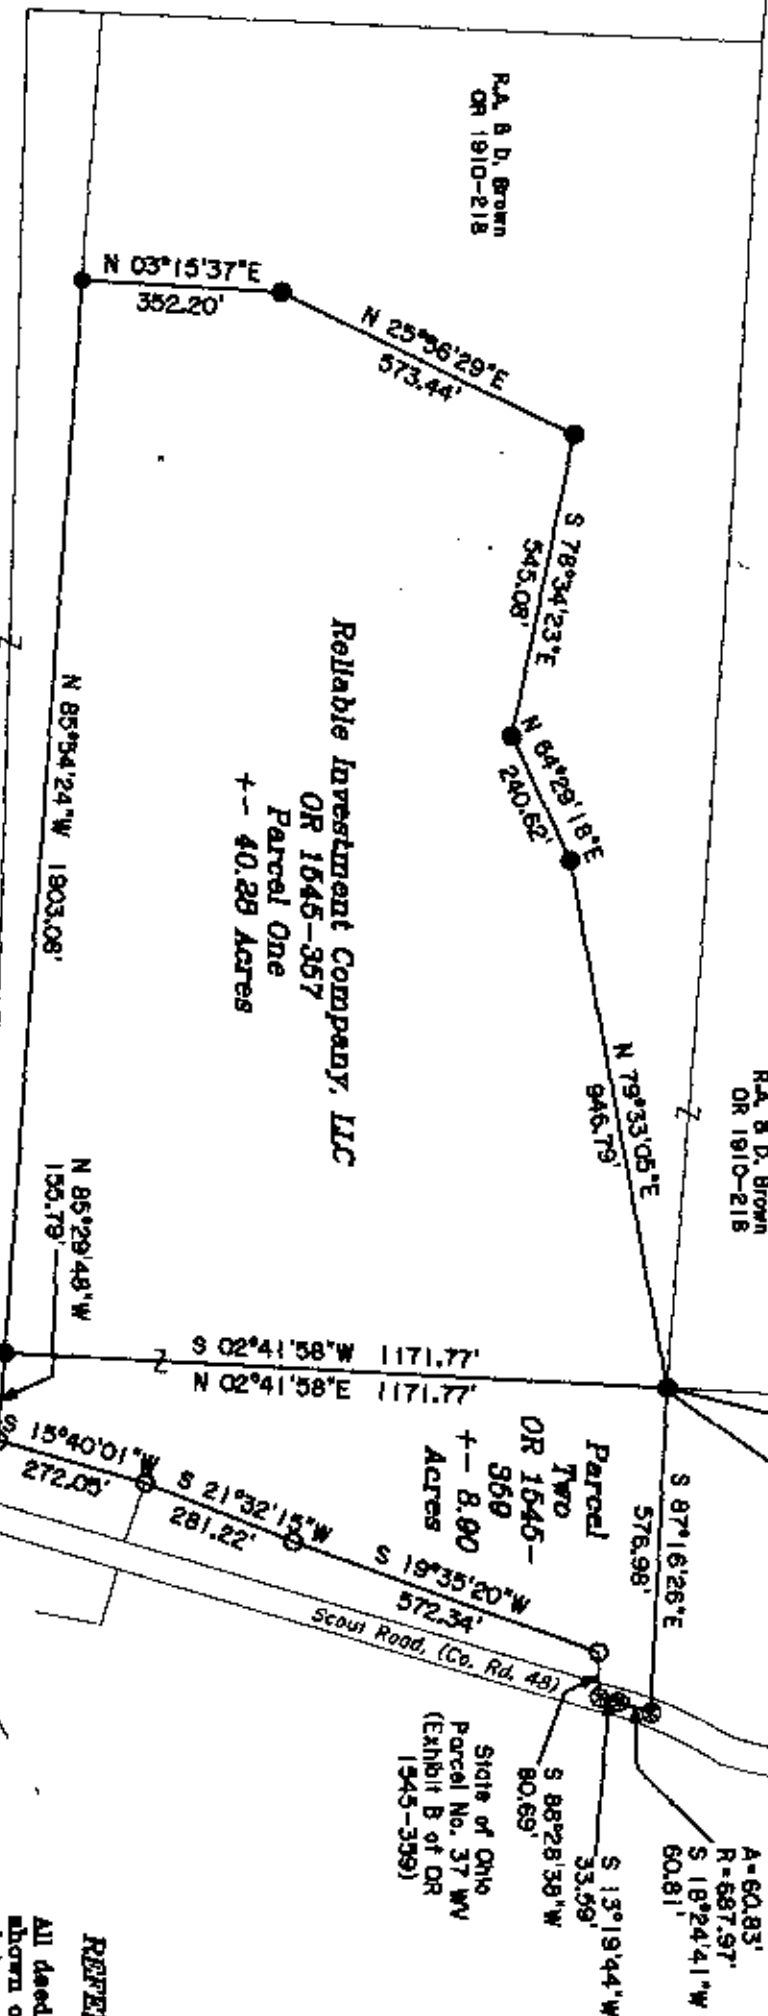 R.A. & D. Brown
OR 1910-218
N 03°15'37"E
352.20'
N 25°56'29"E
573.44'
S 78°34'23"E
545.08'
N 64°29'18"E
240.62'
N 79°33'05"E
946.79'
R.A. & D. Brown
OR 1910-218
Reliable Investment Company, LLC
OR 1545-357
Parcel One
+- 40.28 Acres
N 85°54'24"W 1903.08'
N 85°29'48"W
155.79'
S 02°41'58"W 1171.77'
N 02°41'58"E 1171.77'
Parcel
Two
OR 1545-
360
+- 8.90
Acres
S 87°16'26"E
576.98'
S 15°40'01"W
272.05'
S 21°32'15"W
281.22'
S 19°35'20"W
572.34'
Scout Road, (Co. Rd. 48)
A=60.83'
R=687.97'
S 18°24'41"W
60.81'
S 13°19'44"W
33.59'
S 88°28'38"W
80.69'
State of Ohio
Parcel No. 37 WV
(Exhibit B of OR
1545-359)
REFE
All deed
shown o